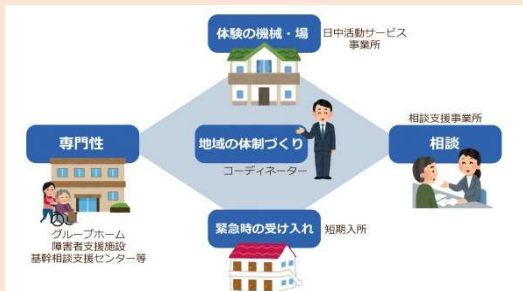 体験の機械・場
日中活動サービス
事業所
専門性
地域の体制づくり
コーディネーター
相談支援事業所
相談
グループホーム
障害者支援施設
基幹相談支援センター等
緊急時の受け入れ
短期入所